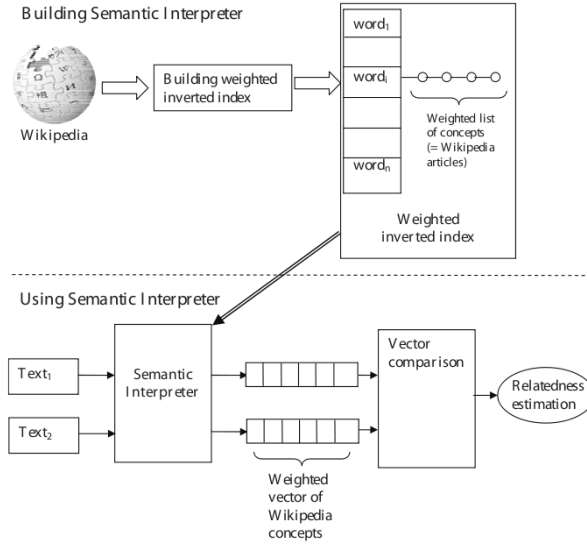 Building Semantic Interpreter
Wikipedia
Building weighted
inverted index
word1
wordi
wordn
Weighted list
of concepts
(= Wikipedia
articles)
Weighted
inverted index
Using Semantic Interpreter
Text1
Text2
Semantic
Interpreter
Weighted
vector of
Wikipedia
concepts
Vector
comparison
Relatedness
estimation